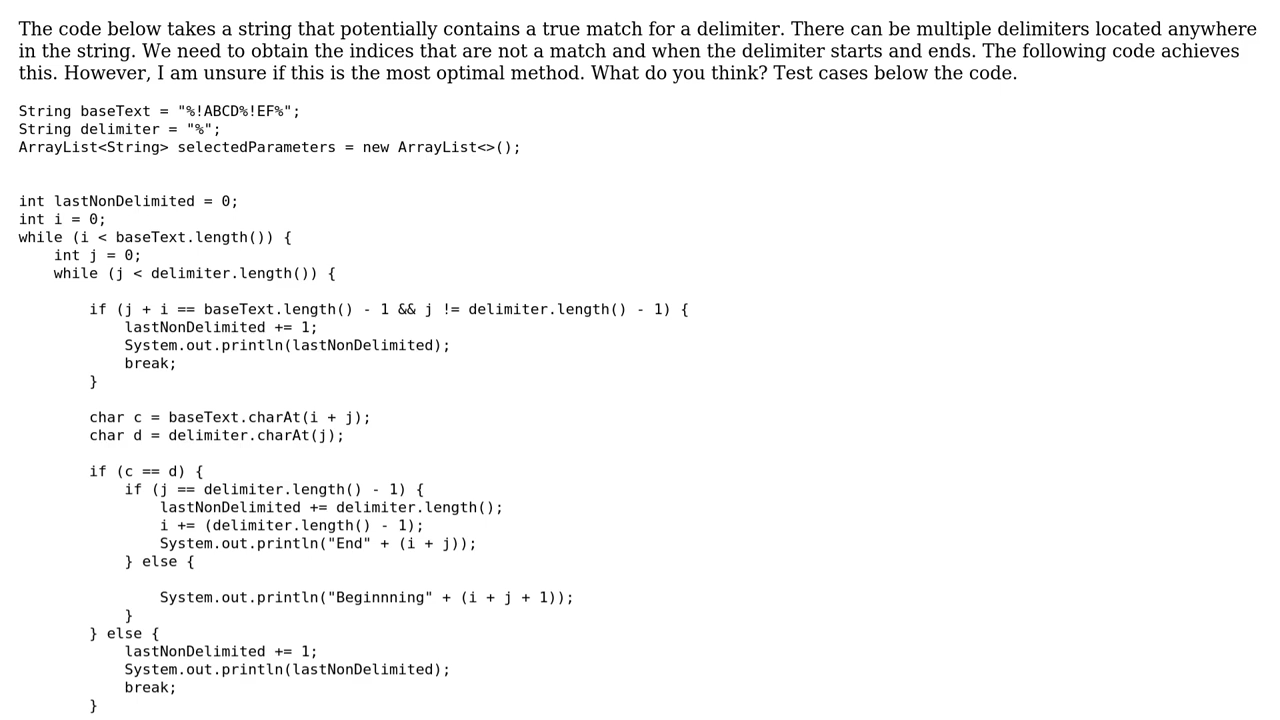 The code below takes a string that potentially contains a true match for a delimiter. There can be multiple delimiters located anywhere
in the string. We need to obtain the indices that are not a match and when the delimiter starts and ends. The following code achieves
this. However, I am unsure if this is the most optimal method. What do you think? Test cases below the code.
String baseText = "%!ABCD%!EF%";
String delimiter = "%";
ArrayList<String> selectedParameters = new ArrayList<>();
int lastNonDelimited = 0;
int i = 0;
while (i < baseText.length()) {
    int j = 0;
    while (j < delimiter.length()) {
        if (j + i == baseText.length() - 1 && j != delimiter.length() - 1) {
            lastNonDelimited += 1;
            System.out.println(lastNonDelimited);
            break;
        }
        char c = baseText.charAt(i + j);
        char d = delimiter.charAt(j);
        if (c == d) {
            if (j == delimiter.length() - 1) {
                lastNonDelimited += delimiter.length();
                i += (delimiter.length() - 1);
                System.out.println("End" + (i + j));
            } else {
                System.out.println("Beginnning" + (i + j + 1));
            }
        } else {
            lastNonDelimited += 1;
            System.out.println(lastNonDelimited);
            break;
        }